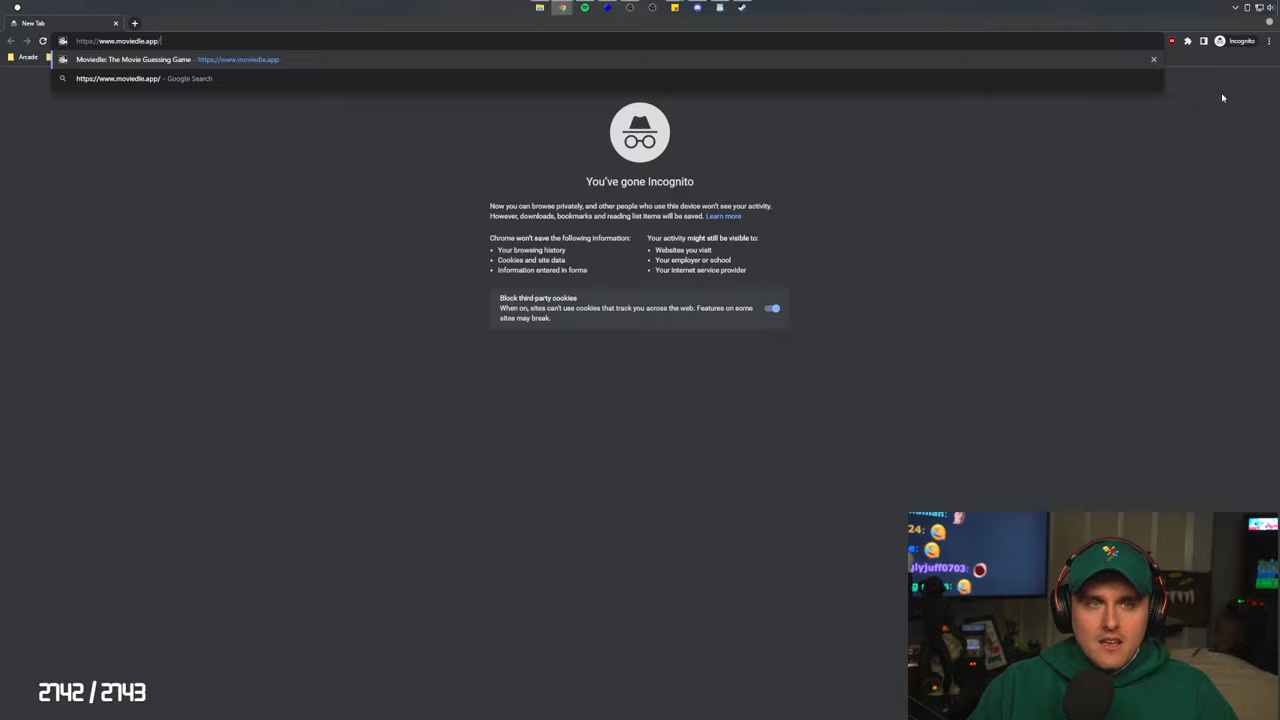 New Tab
https://www.moviedle.app/
Incognito
Moviedle: The Movie Guessing Game - https://www.moviedle.app
https://www.moviedle.app/ - Google Search
Arcade
You've gone Incognito
Now you can browse privately, and other people who use this device won't see your activity.
However, downloads, bookmarks and reading list items will be saved. Learn more
Chrome won't save the following information:
• Your browsing history
• Cookies and site data
• Information entered in forms
Your activity might still be visible to:
• Websites you visit
• Your employer or school
• Your internet service provider
Block third-party cookies
When on, sites can't use cookies that track you across the web. Features on some
sites may break.
24:
e:
glyjuff0703:
2742 / 2743